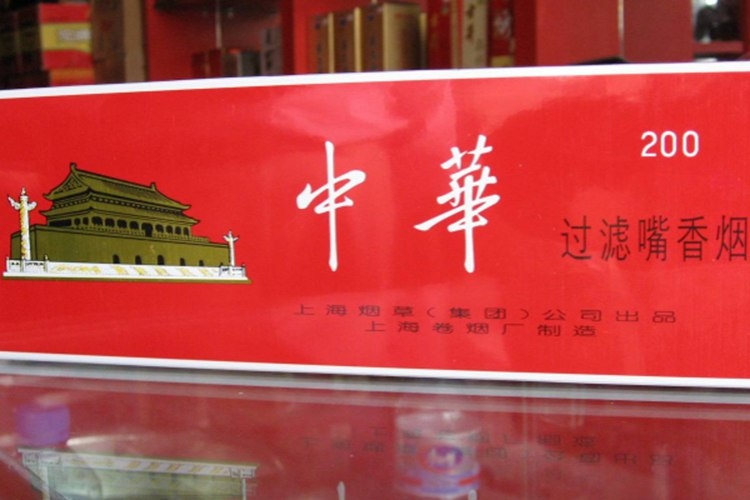 200
中華
过滤嘴香烟
上海烟草(集团)公司出品
上海卷烟厂制造